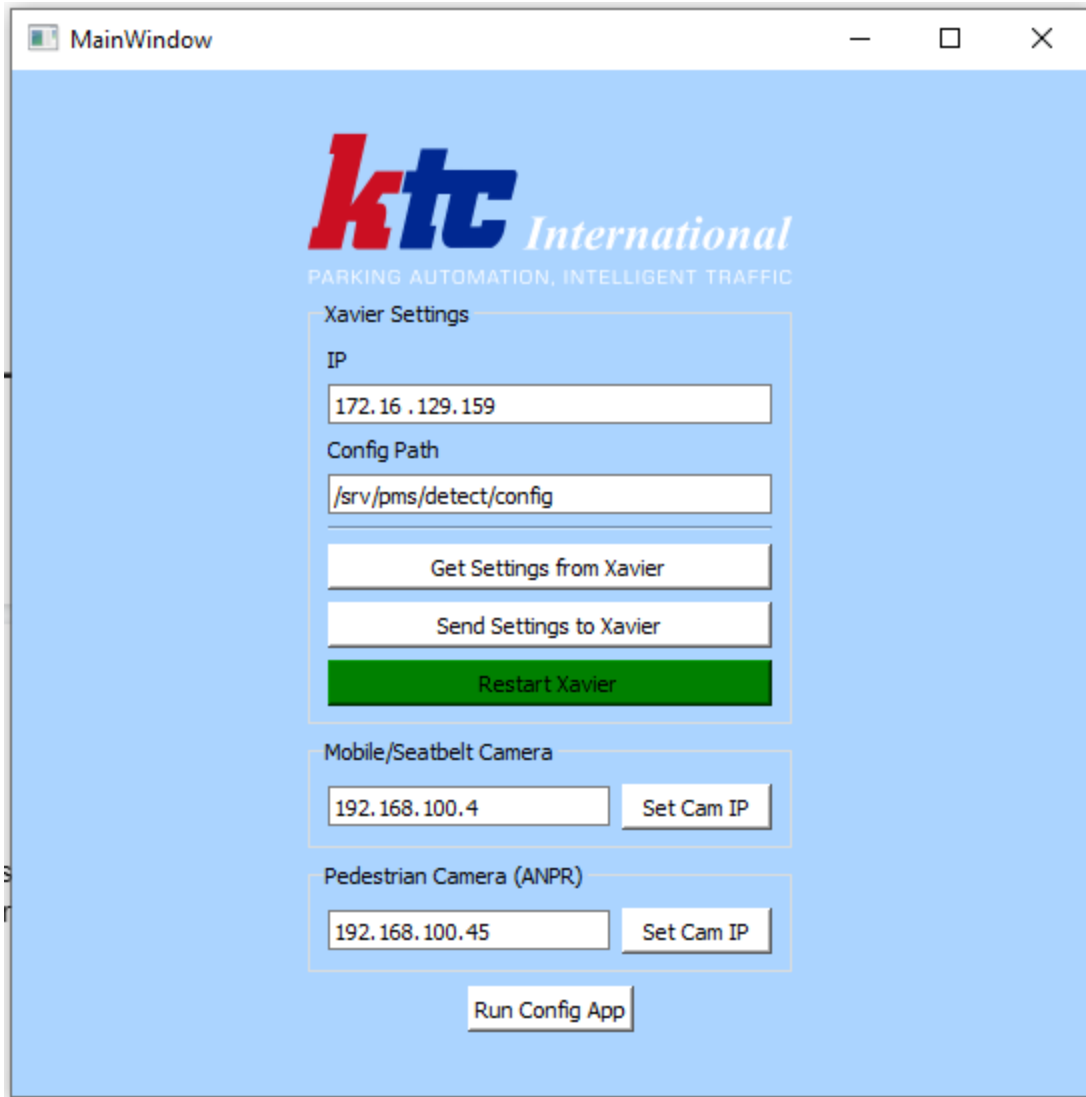 MainWindow
ktc International
PARKING AUTOMATION, INTELLIGENT TRAFFIC
Xavier Settings
IP
172.16 .129.159
Config Path
/srv/pms/detect/config
Get Settings from Xavier
Send Settings to Xavier
Restart Xavier
Mobile/Seatbelt Camera
192.168.100.4 Set Cam IP
Pedestrian Camera (ANPR)
192.168.100.45 Set Cam IP
Run Config App